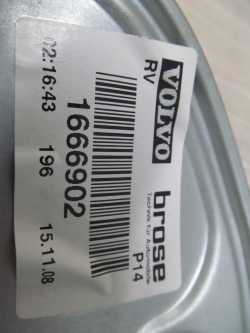 VOLVO
RV
brose
Technik für Automobile
P14
1666902
02:16:43 196 15.11.08